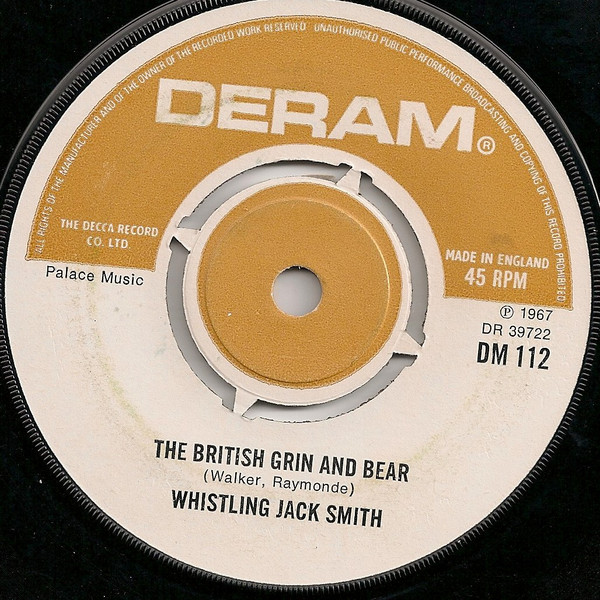 ALL RIGHTS OF THE MANUFACTURER AND OF THE OWNER OF THE RECORDED WORK RESERVED UNAUTHORISED PUBLIC PERFORMANCE BROADCASTING AND COPYING OF THIS RECORD PROHIBITED
DERAM®
THE DECCA RECORD
CO. LTD
Palace Music
MADE IN ENGLAND
45 RPM
℗ 1967
DR 39722
DM 112
THE BRITISH GRIN AND BEAR
(Walker, Raymonde)
WHISTLING JACK SMITH